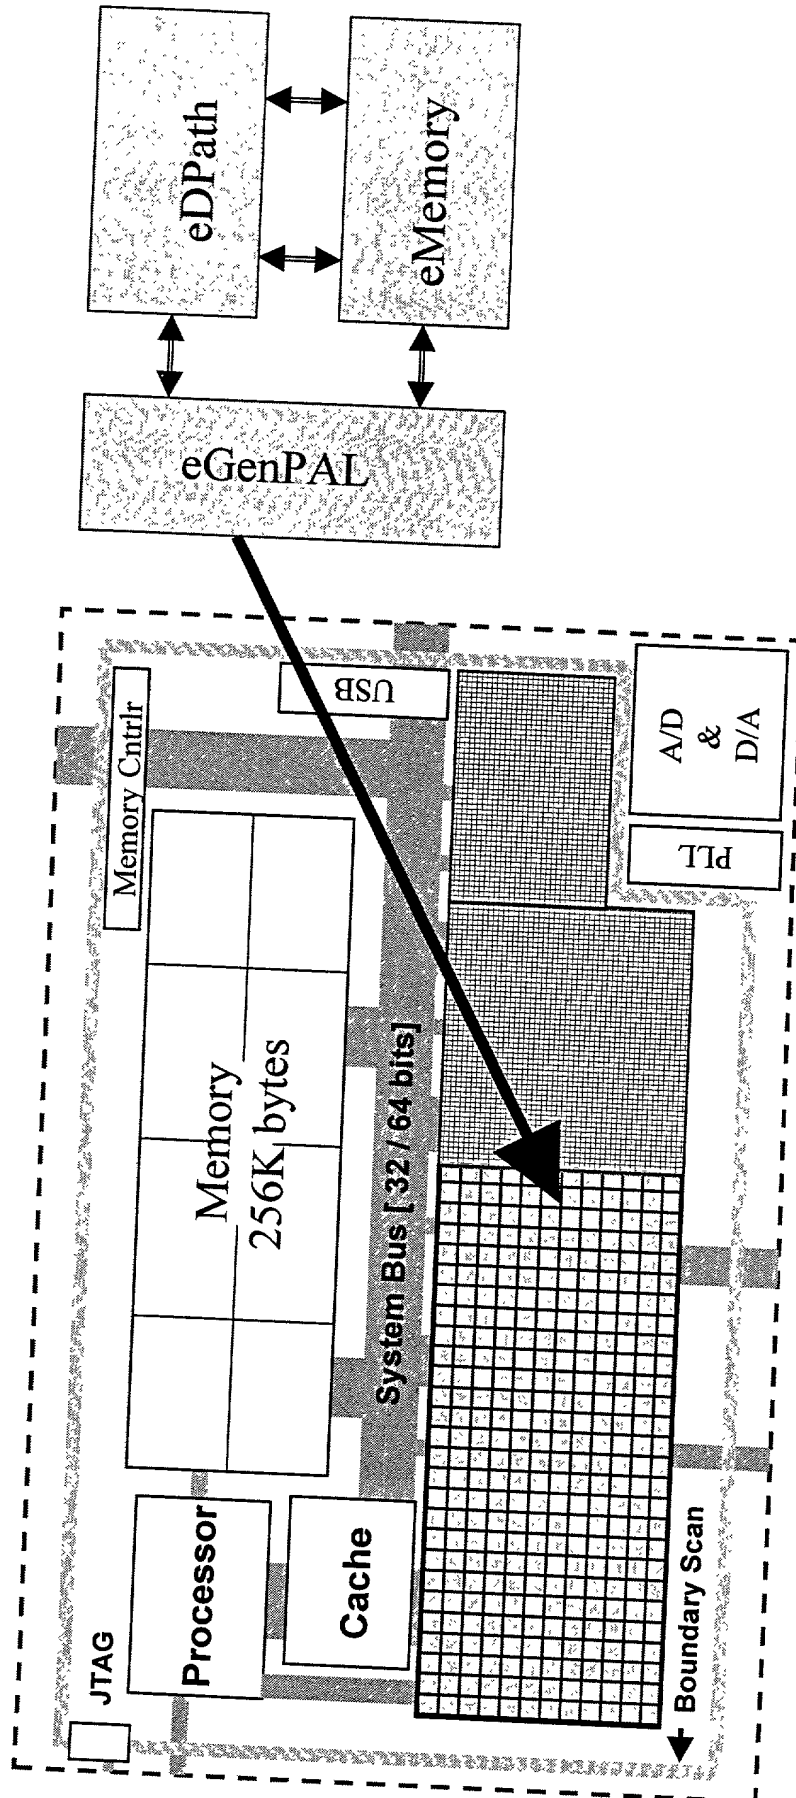 eDPath
eMemory
eGenPAL
Memory Cntrlr
USB
A/D
&
D/A
PLL
Memory
256K bytes
System Bus [ 32 / 64 bits]
Processor
Cache
JTAG
Boundary Scan